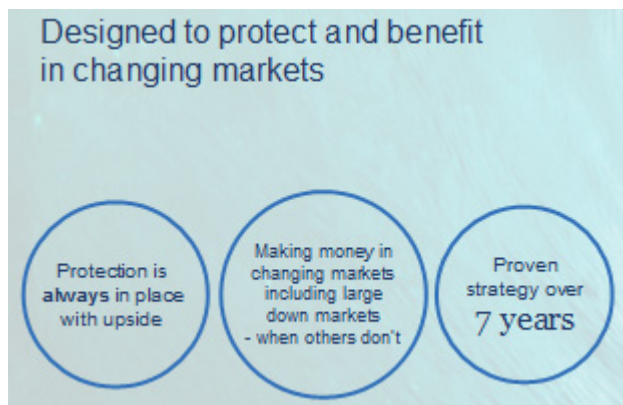 Designed to protect and benefit
in changing markets
Protection is
always in place
with upside
Making money in
changing markets
including large
down markets
- when others don't
Proven
strategy over
7 years